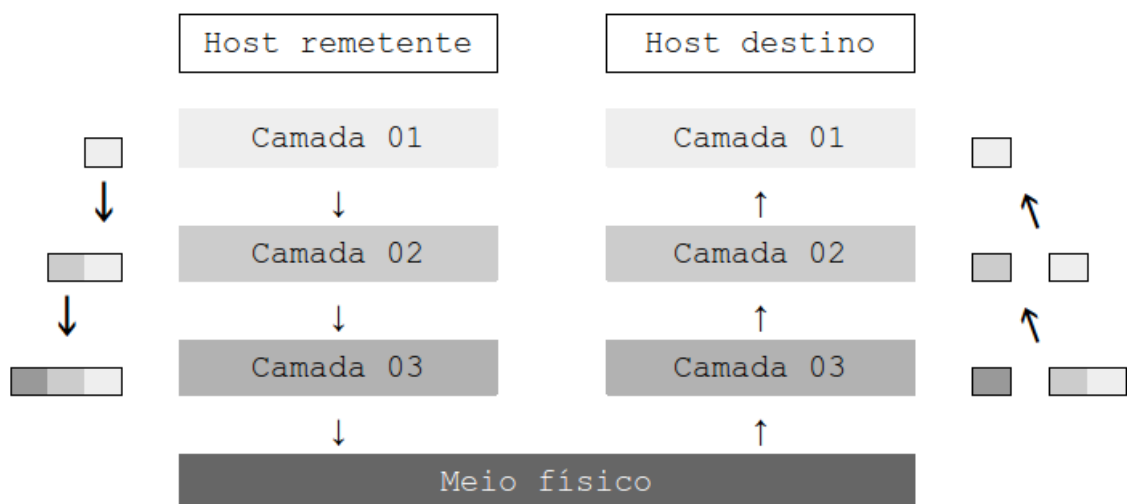 Host remetente
Host destino
Camada 01
Camada 01
↓
↑
Camada 02
Camada 02
↓
↑
Camada 03
Camada 03
↓
↑
Meio físico